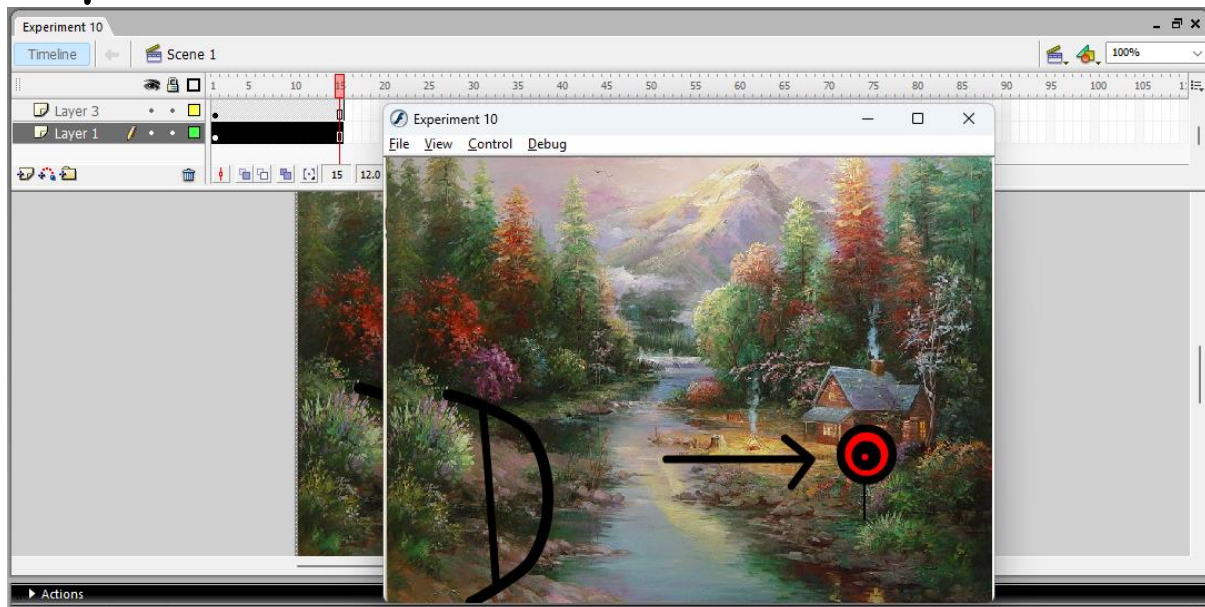 Experiment 10
Timeline Scene 1 100%
1 5 10 15 20 25 30 35 40 45 50 55 60 65 70 75 80 85 90 95 100 105
Layer 3
Layer 1
15 12.0
Experiment 10
File View Control Debug
Actions